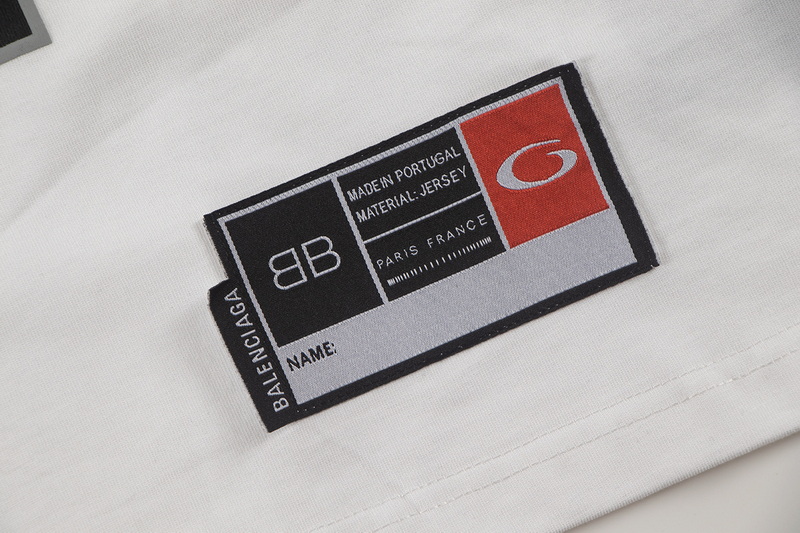 BB
MADE IN PORTUGAL
MATERIAL: JERSEY
PARIS FRANCE
G
NAME:
BALENCIAGA